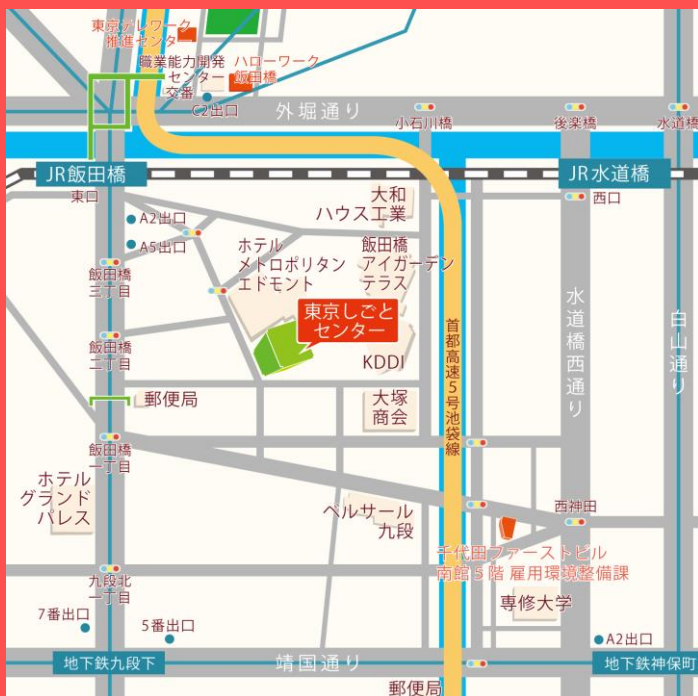 東京テレワーク
推進センター
職業能力開発
センター
ハローワーク
飯田橋
交番
C2出口
外堀通り
小石川橋
後楽橋
水道橋
JR飯田橋
JR水道橋
東口
西口
大和
ハウス工業
A2出口
A5出口
ホテル
メトロポリタン
エドモント
飯田橋
アイガーデン
テラス
飯田橋
三丁目
東京しごと
センター
首都高速5号池袋線
水道橋西通り
白山通り
飯田橋
二丁目
KDDI
郵便局
大塚
商会
飯田橋
一丁目
ホテル
グランド
パレス
ベルサール
九段
西神田
千代田ファーストビル
南館5階 雇用環境整備課
九段北
一丁目
専修大学
7番出口
5番出口
A2出口
地下鉄九段下
靖国通り
地下鉄神保町
郵便局